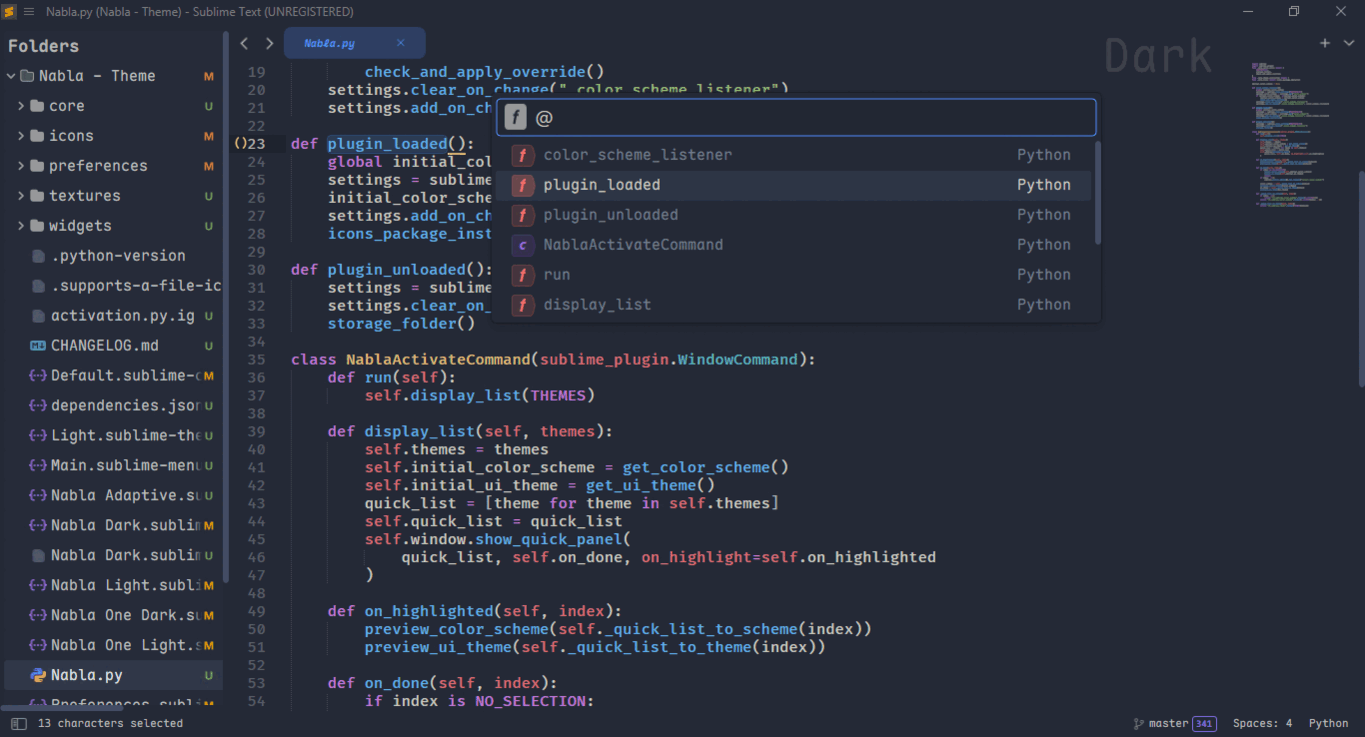 Nabla.py (Nabla - Theme) - Sublime Text (UNREGISTERED)
Folders
Nabla - Theme M
core U
icons M
preferences M
textures U
widgets U
.python-version
.supports-a-file-ic
activation.py.ig U
CHANGELOG.md U
Default.sublime-c M
dependencies.json U
Light.sublime-the U
Main.sublime-menu U
Nabla Adaptive.su U
Nabla Dark.sublim M
Nabla Dark.sublim U
Nabla Light.subli M
Nabla One Dark.su M
Nabla One Light.s M
Nabla.py U
Preferences.subli M
Nabla.py
Dark
19 check_and_apply_override()
20 settings.clear_on_change("_color_scheme_listener")
21 settings.add_on_ch
22
()23 def plugin_loaded():
24 global initial_col
25 settings = sublime
26 initial_color_sche
27 settings.add_on_ch
28 icons_package_inst
29
30 def plugin_unloaded():
31 settings = sublime
32 settings.clear_on_
33 storage_folder()
34
35 class NablaActivateCommand(sublime_plugin.WindowCommand):
36 def run(self):
37 self.display_list(THEMES)
38
39 def display_list(self, themes):
40 self.themes = themes
41 self.initial_color_scheme = get_color_scheme()
42 self.initial_ui_theme = get_ui_theme()
43 quick_list = [theme for theme in self.themes]
44 self.quick_list = quick_list
45 self.window.show_quick_panel(
46 quick_list, self.on_done, on_highlight=self.on_highlighted
47 )
48
49 def on_highlighted(self, index):
50 preview_color_scheme(self._quick_list_to_scheme(index))
51 preview_ui_theme(self._quick_list_to_theme(index))
52
53 def on_done(self, index):
54 if index is NO_SELECTION:
f @
f color_scheme_listener Python
f plugin_loaded Python
f plugin_unloaded Python
c NablaActivateCommand Python
f run Python
f display_list Python
13 characters selected
master 341 Spaces: 4 Python